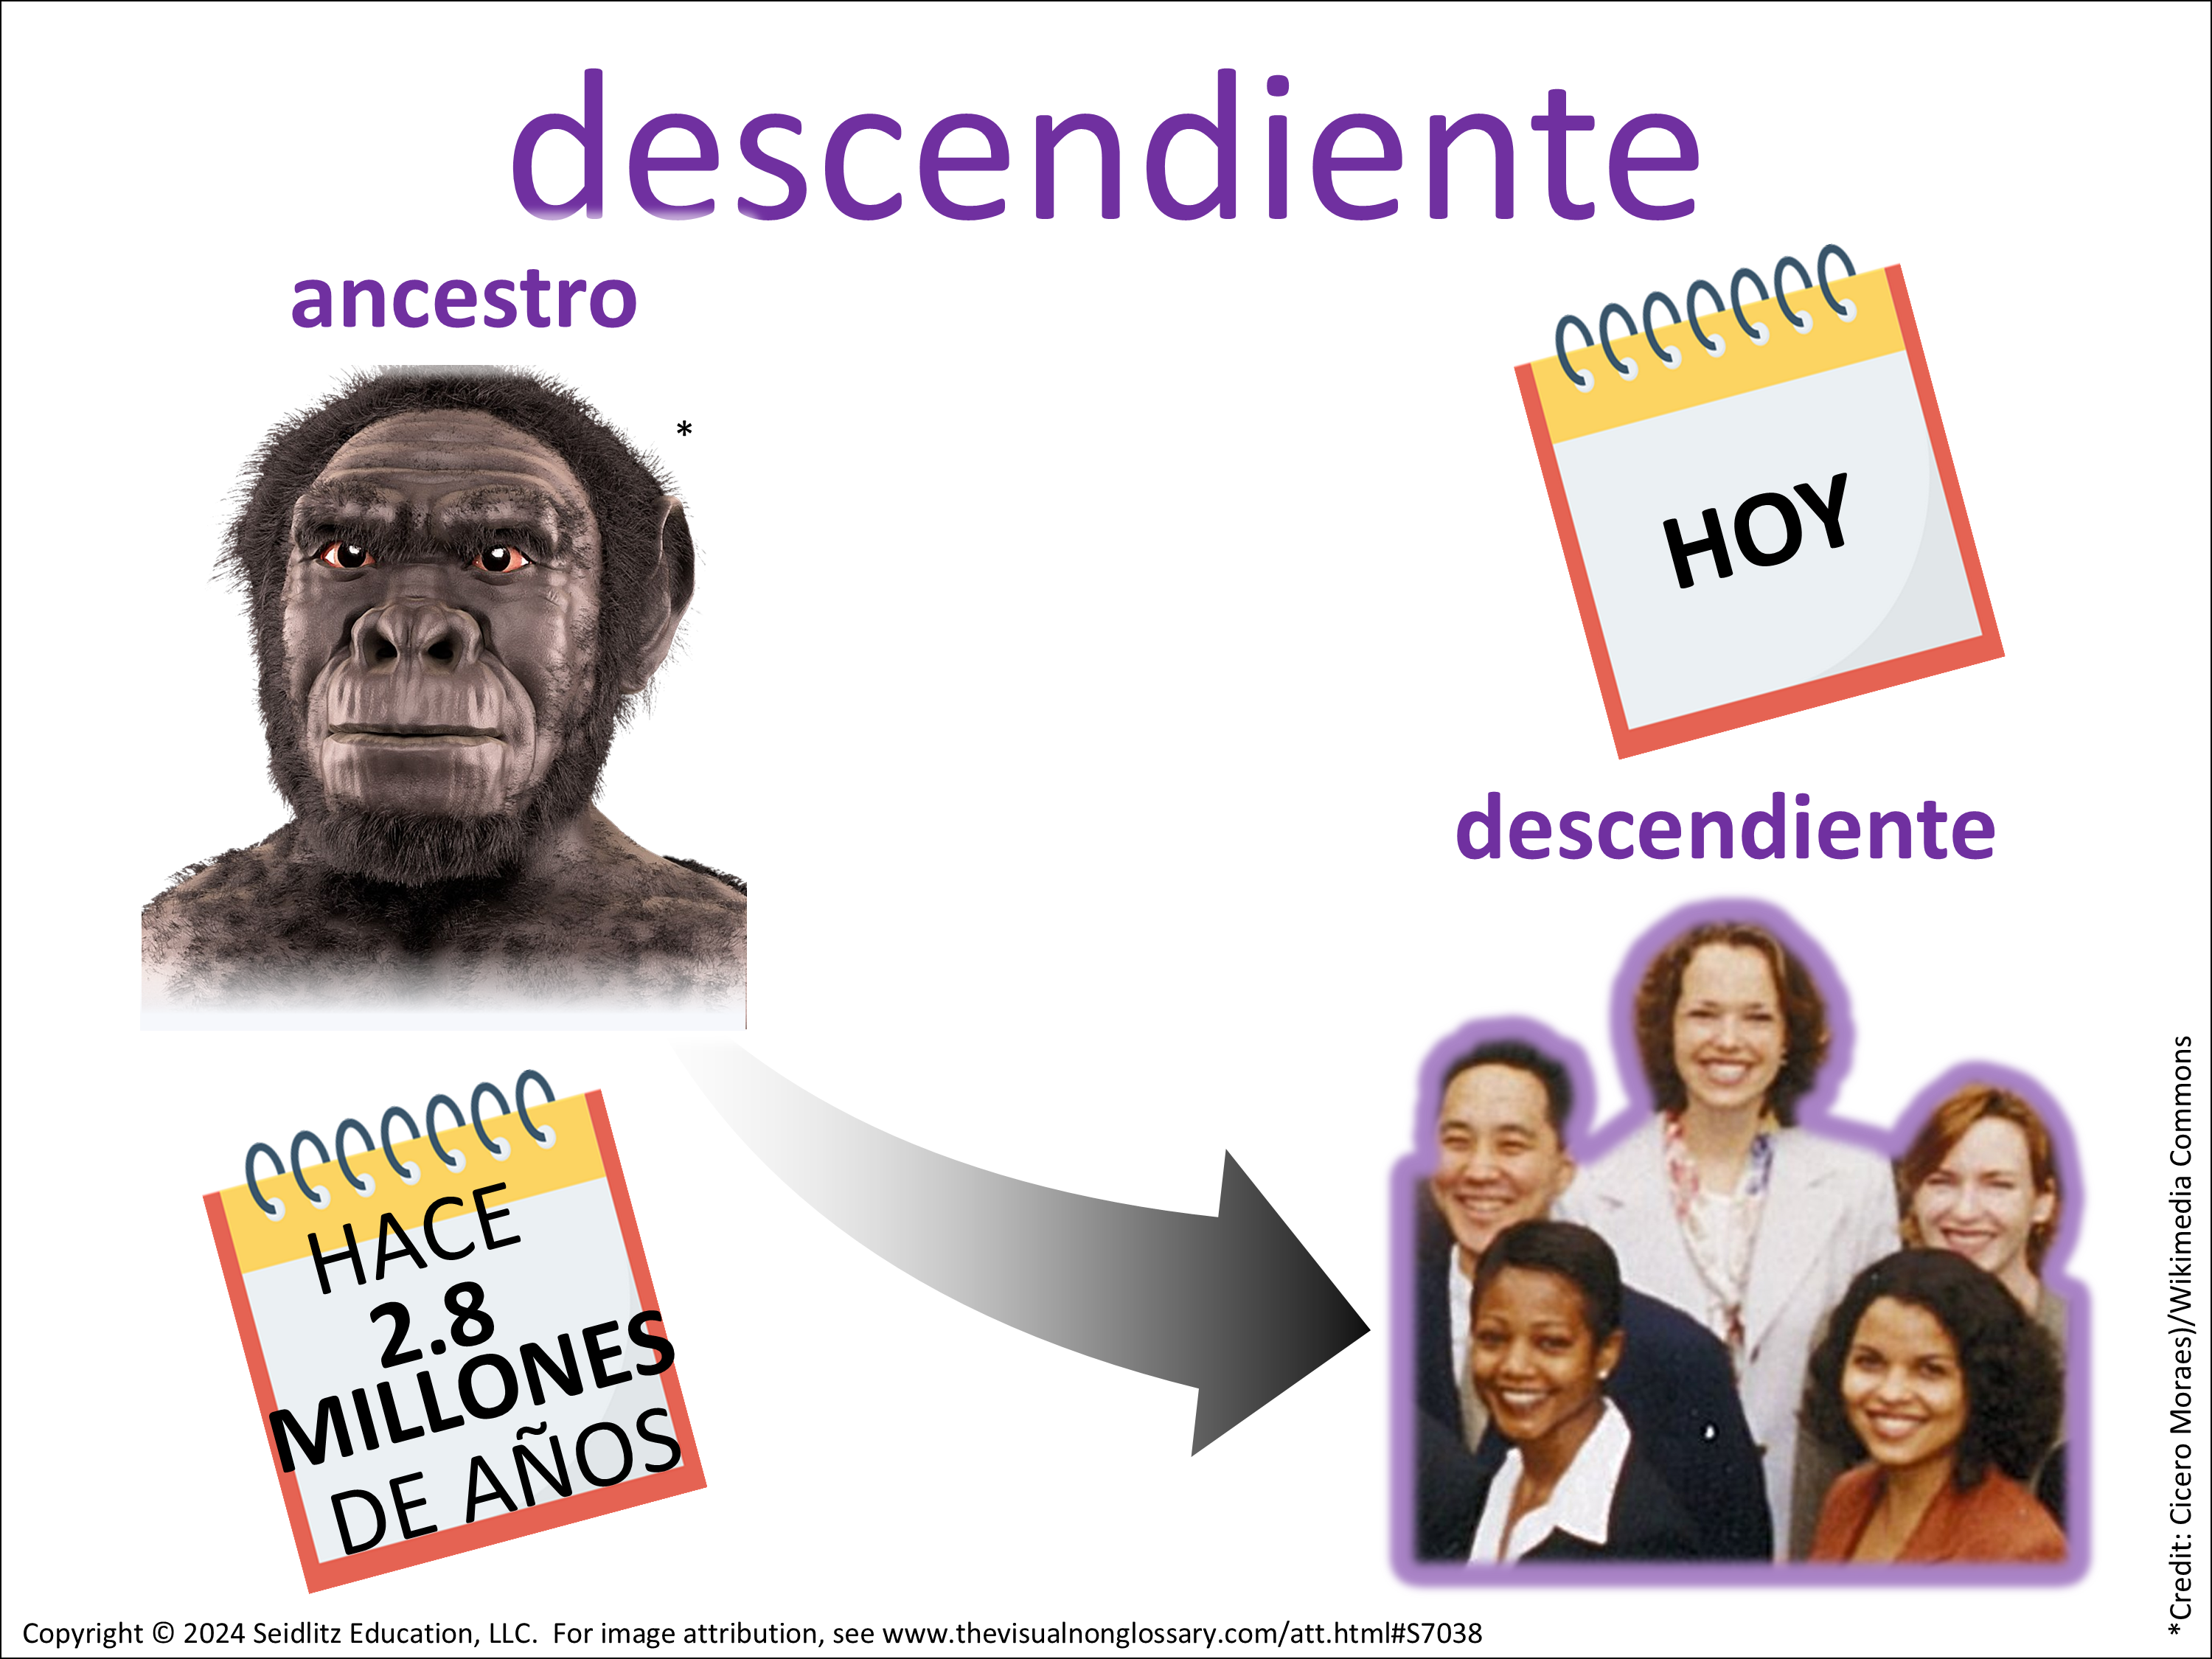 descendiente
ancestro
*
HOY
descendiente
HACE
2.8
MILLONES
DE AÑOS
*Credit: Cicero Moraes)/Wikimedia Commons
Copyright © 2024 Seidlitz Education, LLC.  For image attribution, see www.thevisualnonglossary.com/att.html#S7038